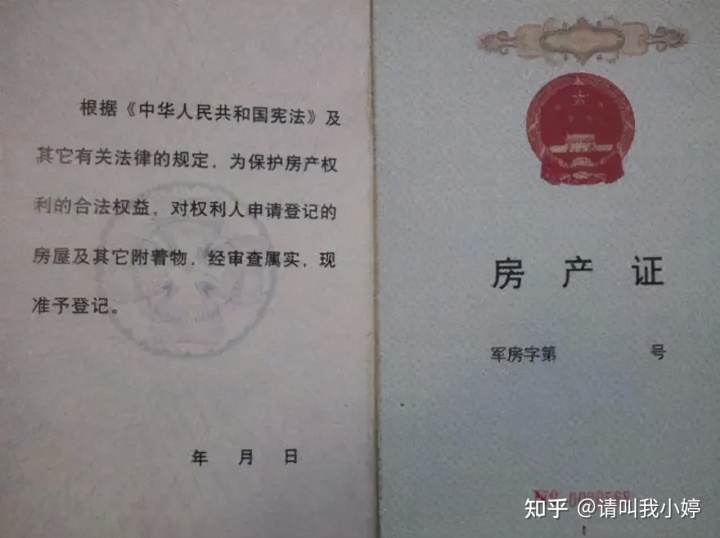 根据《中华人民共和国宪法》及
其它有关法律的规定，为保护房产权
利的合法权益，对权利人申请登记的
房屋及其它附着物，经审查属实，现
准予登记。
年 月 日
房 产 证
军房字第 号
知乎 @请叫我小婷